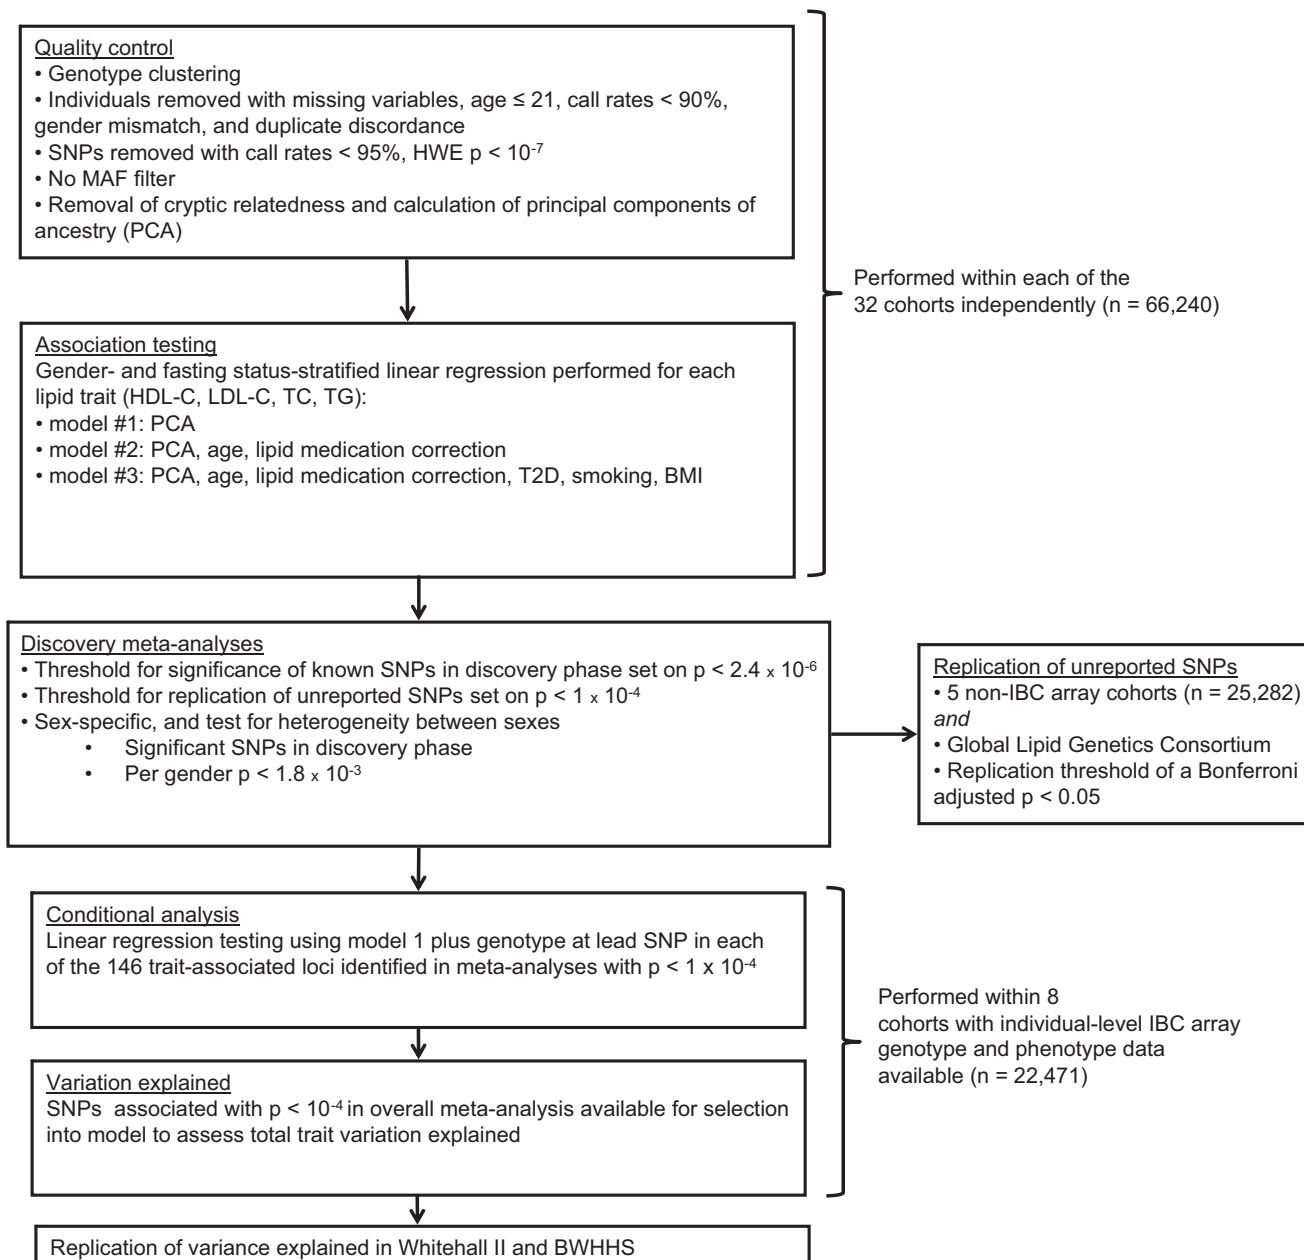 Quality control
• Genotype clustering
• Individuals removed with missing variables, age ≤ 21, call rates < 90%,
gender mismatch, and duplicate discordance
• SNPs removed with call rates < 95%, HWE p < 10⁻⁷
• No MAF filter
• Removal of cryptic relatedness and calculation of principal components of
ancestry (PCA)
Performed within each of the
32 cohorts independently (n = 66,240)
Association testing
Gender- and fasting status-stratified linear regression performed for each
lipid trait (HDL-C, LDL-C, TC, TG):
• model #1: PCA
• model #2: PCA, age, lipid medication correction
• model #3: PCA, age, lipid medication correction, T2D, smoking, BMI
Discovery meta-analyses
• Threshold for significance of known SNPs in discovery phase set on p < 2.4 x 10⁻⁶
• Threshold for replication of unreported SNPs set on p < 1 x 10⁻⁴
• Sex-specific, and test for heterogeneity between sexes
• Significant SNPs in discovery phase
• Per gender p < 1.8 x 10⁻³
Replication of unreported SNPs
• 5 non-IBC array cohorts (n = 25,282)
and
• Global Lipid Genetics Consortium
• Replication threshold of a Bonferroni
adjusted p < 0.05
Conditional analysis
Linear regression testing using model 1 plus genotype at lead SNP in each
of the 146 trait-associated loci identified in meta-analyses with p < 1 x 10⁻⁴
Performed within 8
cohorts with individual-level IBC array
genotype and phenotype data
available (n = 22,471)
Variation explained
SNPs associated with p < 10⁻⁴ in overall meta-analysis available for selection
into model to assess total trait variation explained
Replication of variance explained in Whitehall II and BWHHS